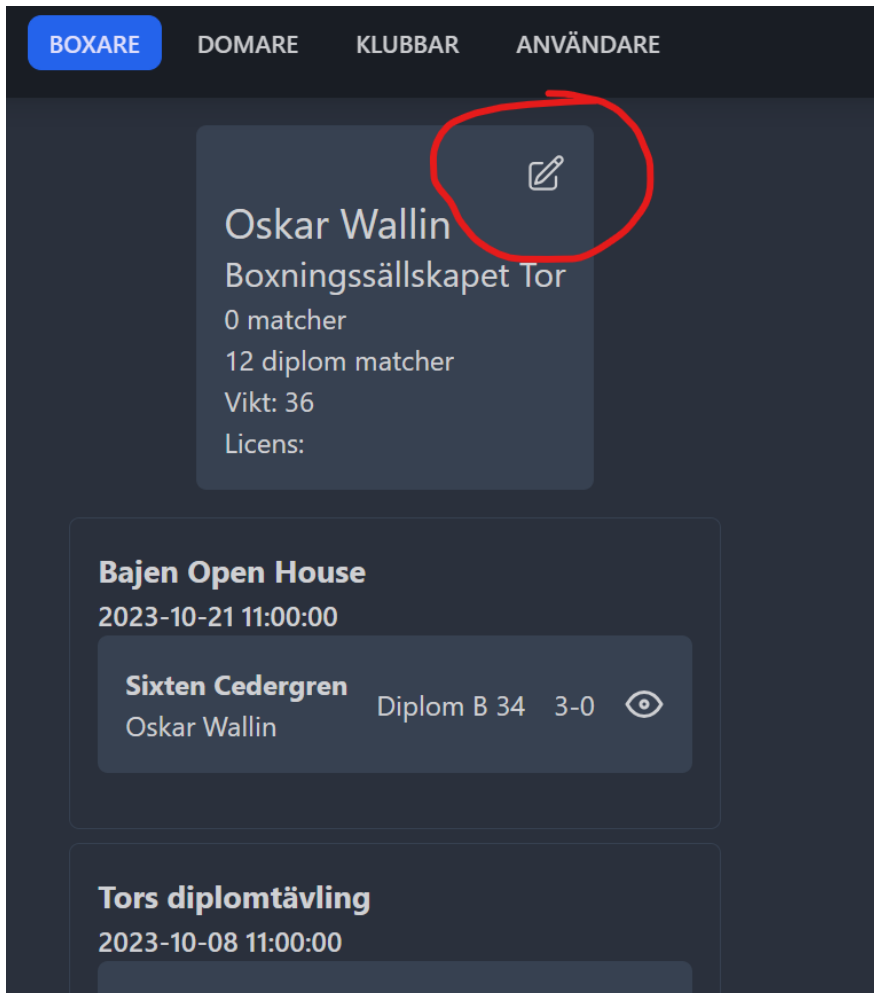 BOXARE DOMARE KLUBBAR ANVÄNDARE
Oskar Wallin
Boxningssällskapet Tor
0 matcher
12 diplom matcher
Vikt: 36
Licens:
Bajen Open House
2023-10-21 11:00:00
Sixten Cedergren
Oskar Wallin
Diplom B 34 3-0
Tors diplomtävling
2023-10-08 11:00:00